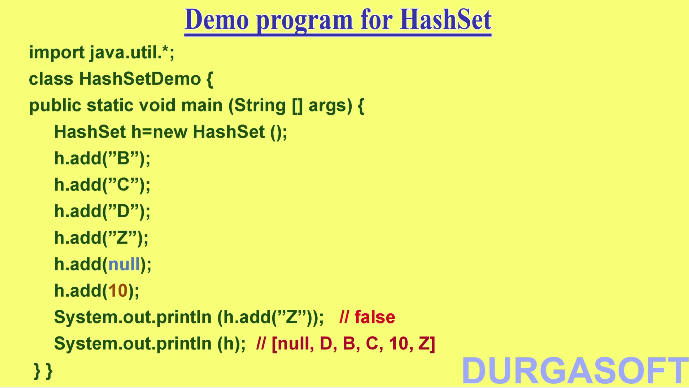 Demo program for HashSet
import java.util.*;
class HashSetDemo {
public static void main (String [] args) {
HashSet h=new HashSet ();
h.add(”B”);
h.add(”C”);
h.add(”D”);
h.add(”Z”);
h.add(null);
h.add(10);
System.out.println (h.add(”Z”)); // false
System.out.println (h); // [null, D, B, C, 10, Z]
} }
DURGASOFT